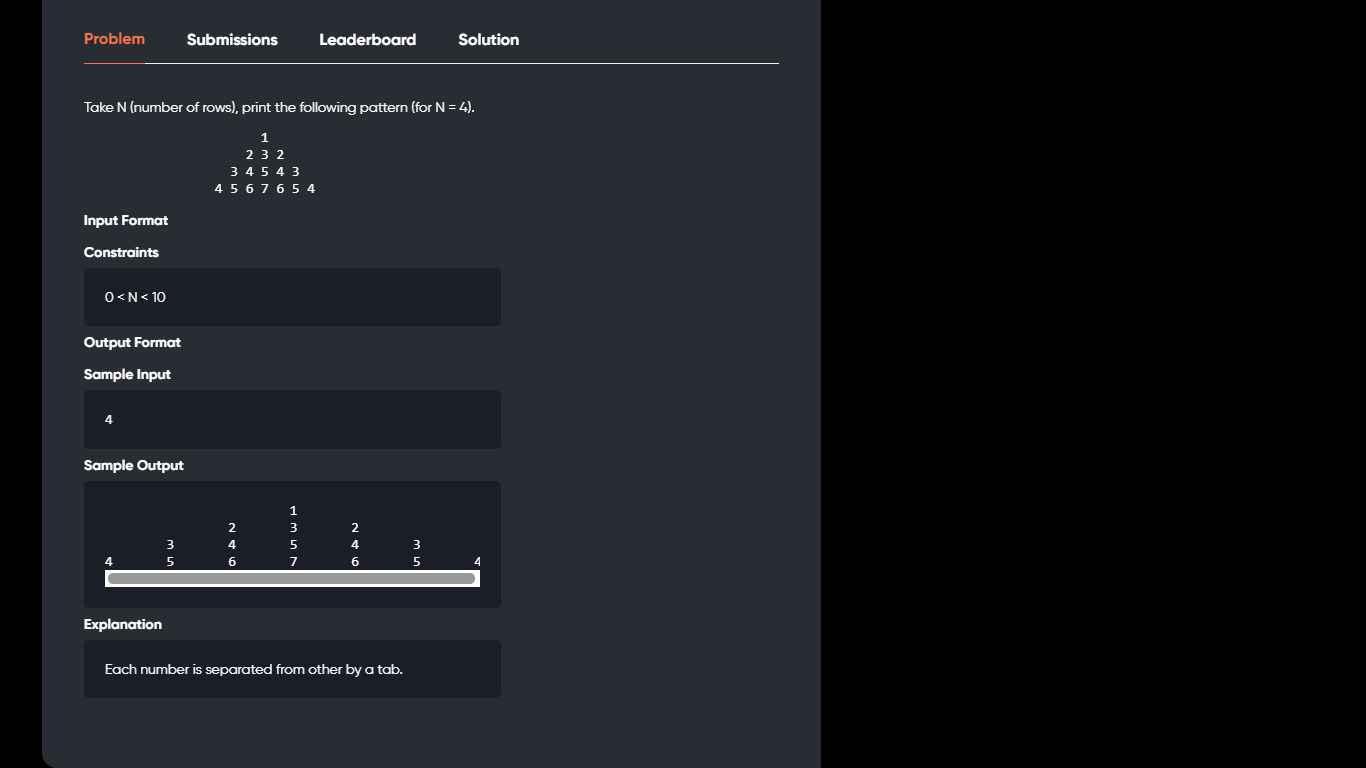 Problem Submissions Leaderboard Solution
Take N (number of rows), print the following pattern (for N = 4).
1
2 3 2
3 4 5 4 3
4 5 6 7 6 5 4
Input Format
Constraints
0 < N < 10
Output Format
Sample Input
4
Sample Output
1
2 3 2
3 4 5 4 3
4 5 6 7 6 5 4
Explanation
Each number is separated from other by a tab.